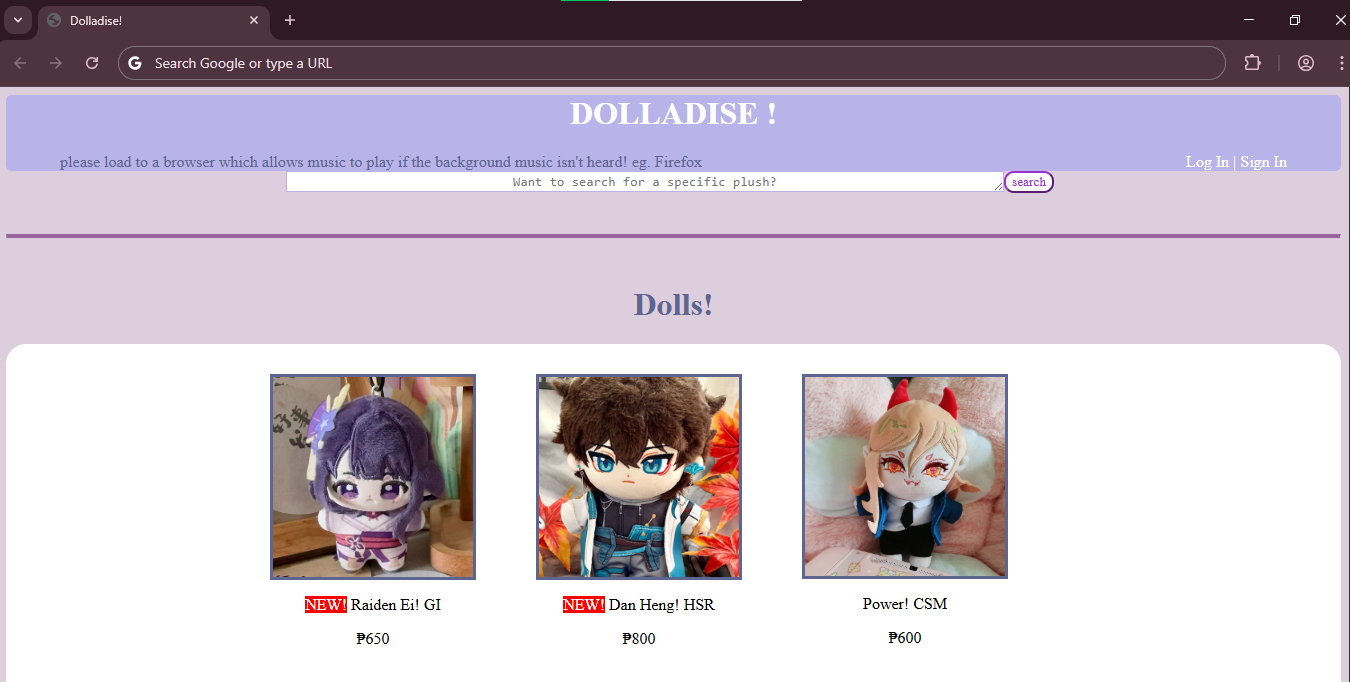 Dolladise!
Search Google or type a URL
DOLLADISE !
please load to a browser which allows music to play if the background music isn't heard! eg. Firefox
Log In | Sign In
Want to search for a specific plush?
search
Dolls!
NEW! Raiden Ei! GI
NEW! Dan Heng! HSR
Power! CSM
₱650
₱800
₱600